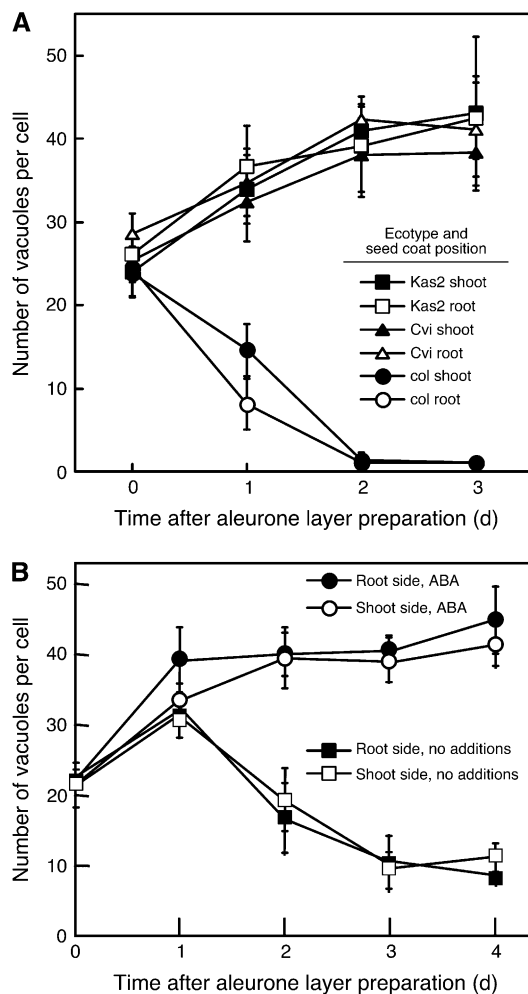 A
50
40
30
20
10
0
Number of vacuoles per cell
Ecotype and
seed coat position
Kas2 shoot
Kas2 root
Cvi shoot
Cvi root
col shoot
col root
0 1 2 3
Time after aleurone layer preparation (d)
B
50
40
30
20
10
0
Number of vacuoles per cell
Root side, ABA
Shoot side, ABA
Root side, no additions
Shoot side, no additions
0 1 2 3 4
Time after aleurone layer preparation (d)